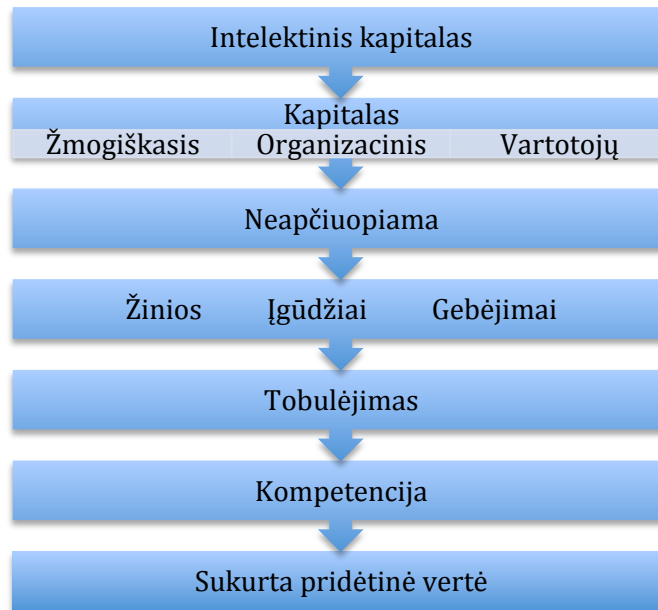 Intelektinis kapitalas
Kapitalas
Žmogiškasis Organizacinis Vartotojų
Neapčiuopiama
Žinios Įgūdžiai Gebėjimai
Tobulėjimas
Kompetencija
Sukurta pridėtinė vertė